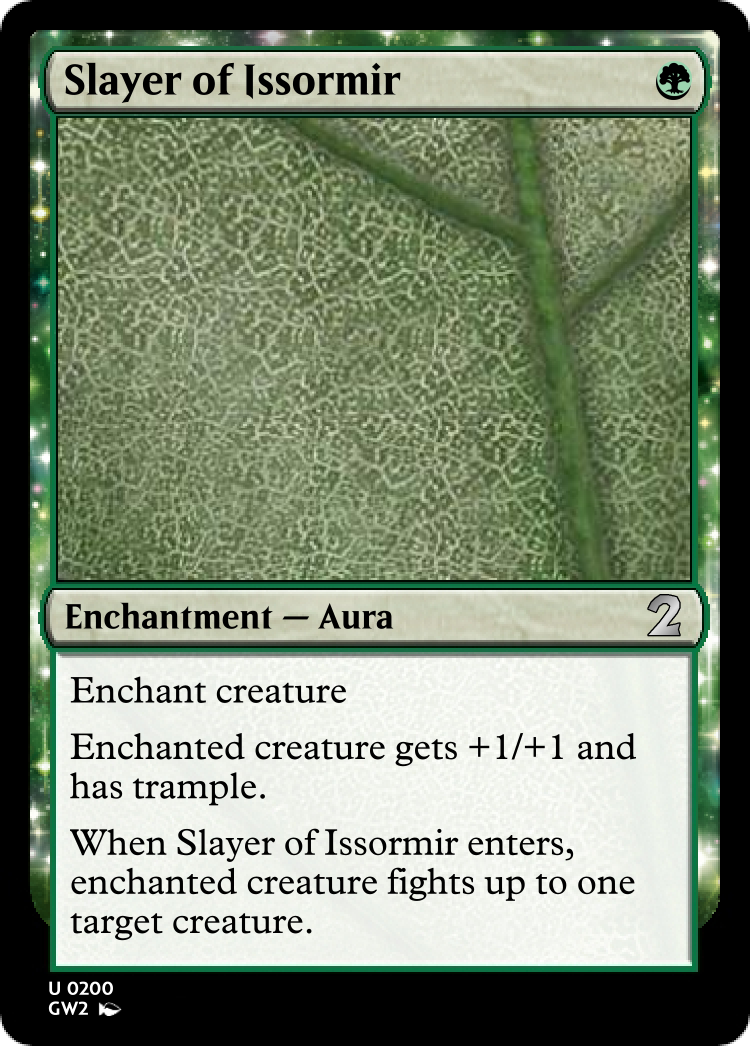 Slayer of Issormir
Enchantment — Aura
2
Enchant creature
Enchanted creature gets +1/+1 and
has trample.
When Slayer of Issormir enters,
enchanted creature fights up to one
target creature.
U 0200
GW2